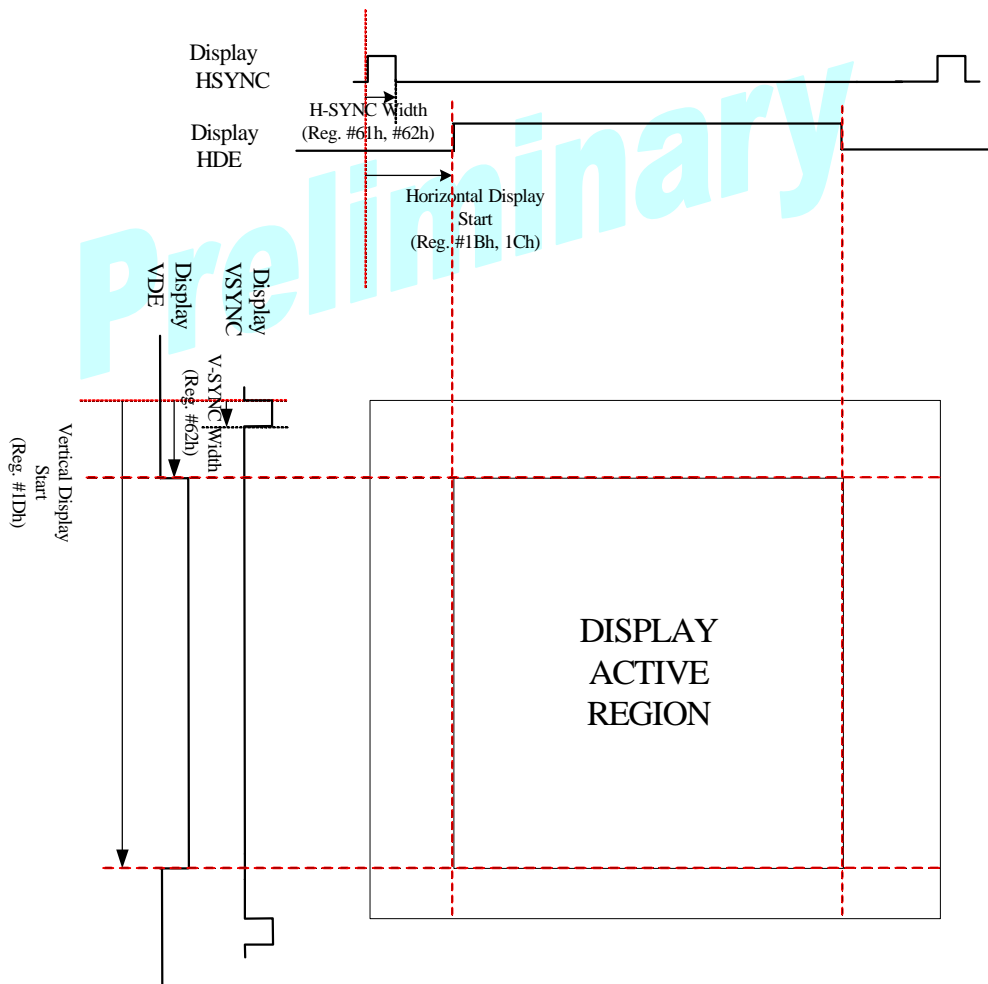 Display
HSYNC
H-SYNC Width
(Reg. #61h, #62h)
Display
HDE
Horizontal Display
Start
(Reg. #1Bh, 1Ch)
Preliminary
Display
VDE
Display
VSYNC
V-SYNC Width
(Reg. #62h)
Vertical Display
Start
(Reg. #1Dh)
DISPLAY
ACTIVE
REGION